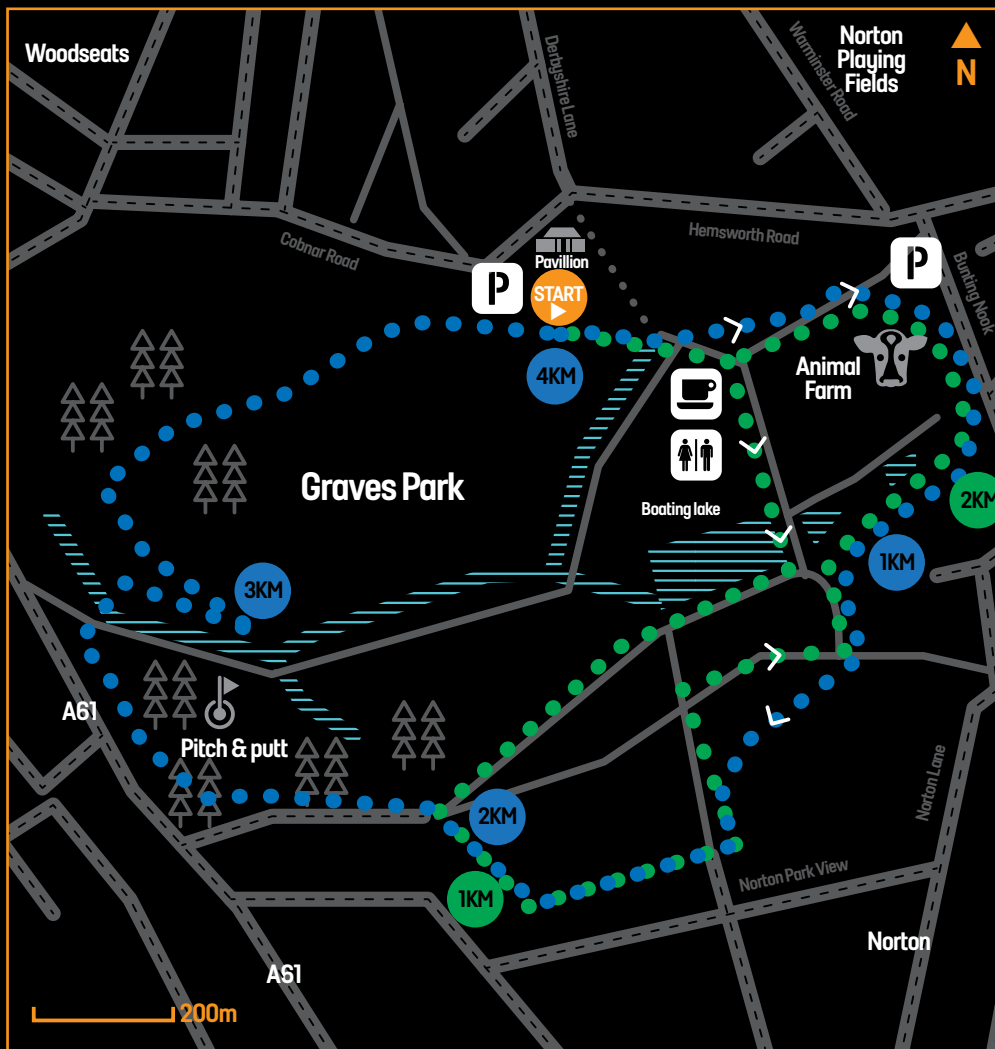 Woodseats
Derbyshire Lane
Warminster Road
Norton
Playing
Fields
N
Cobnar Road
Hemsworth Road
Bunting Nook
Pavillion
P
START
P
4KM
Animal
Farm
Graves Park
Boating lake
2KM
1KM
3KM
A61
Pitch & putt
2KM
1KM
Norton Lane
Norton Park View
Norton
A61
200m